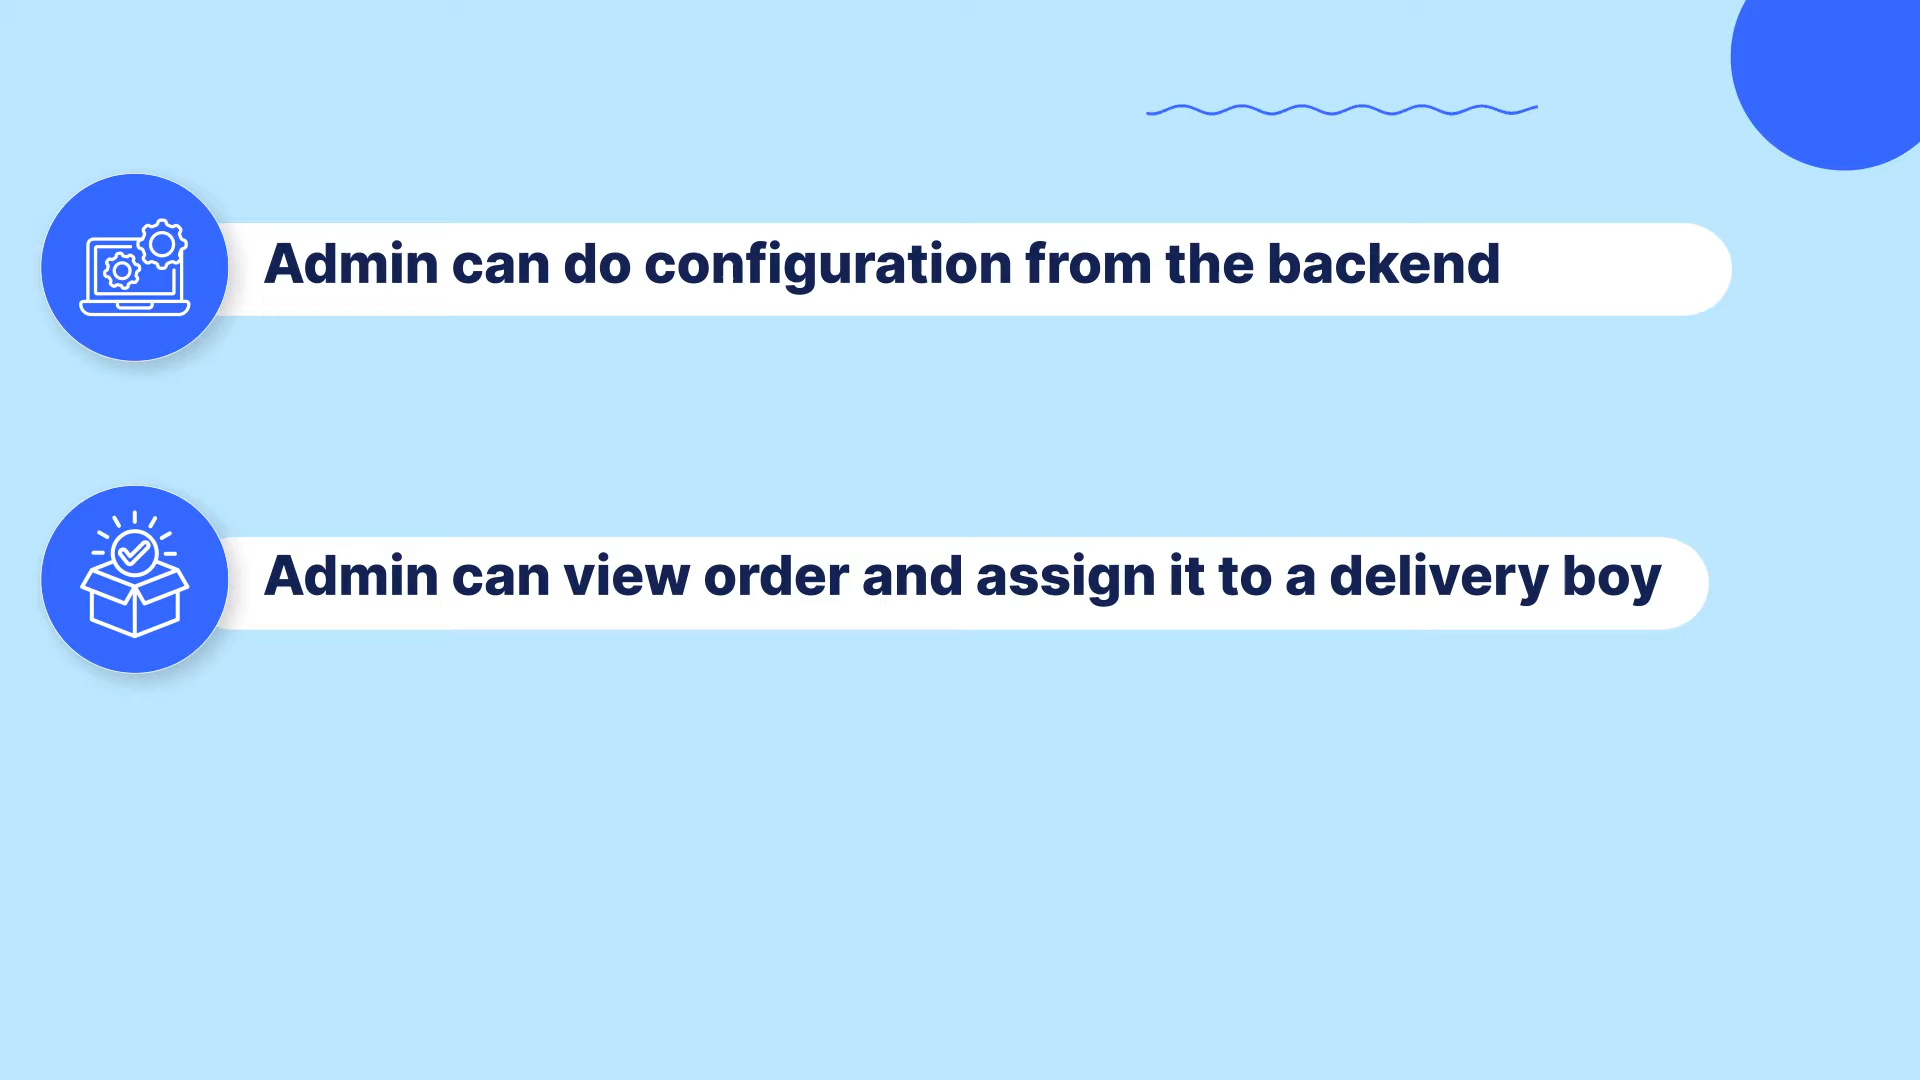 Admin can do configuration from the backend
Admin can view order and assign it to a delivery boy